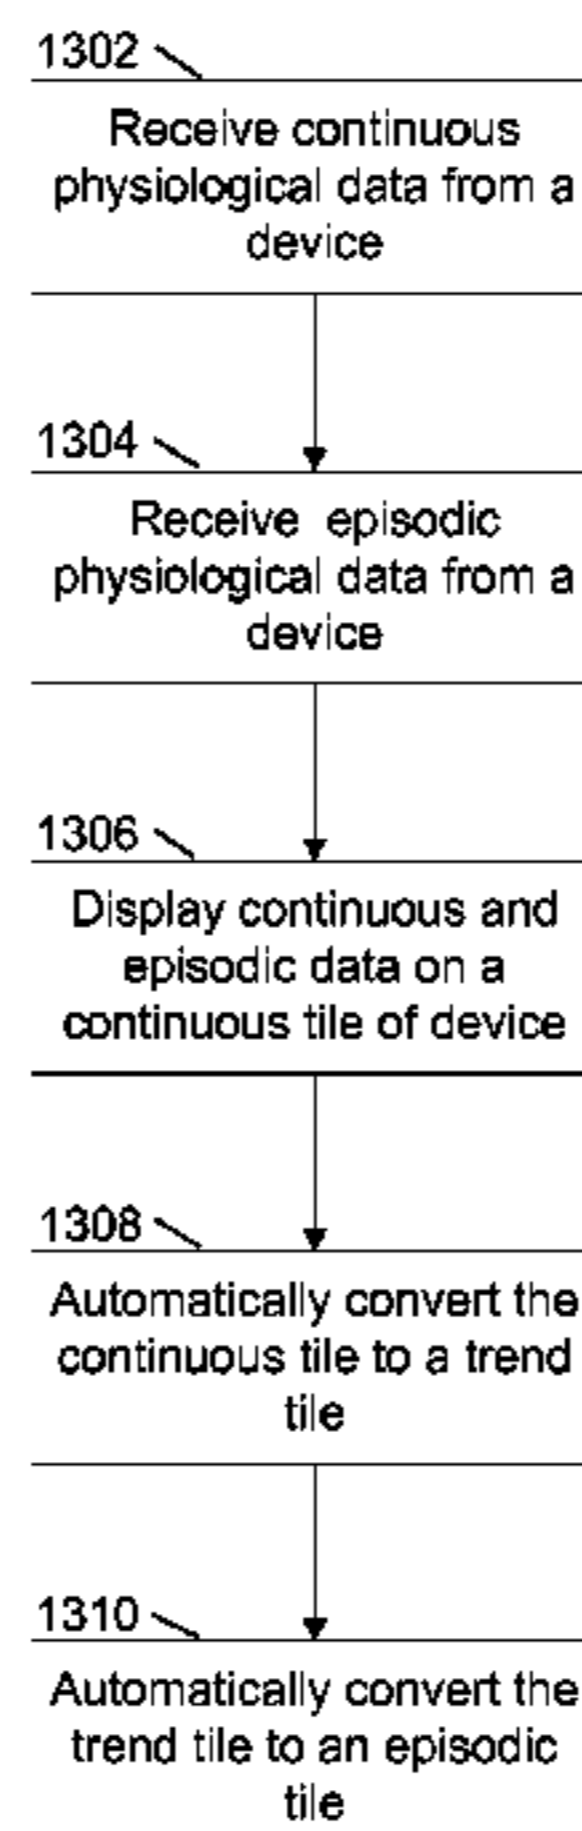 1302
Receive continuous
physiological data from a
device
1304
Receive episodic
physiological data from a
device
1306
Display continuous and
episodic data on a
continuous tile of device
1308
Automatically convert the
continuous tile to a trend
tile
1310
Automatically convert the
trend tile to an episodic
tile